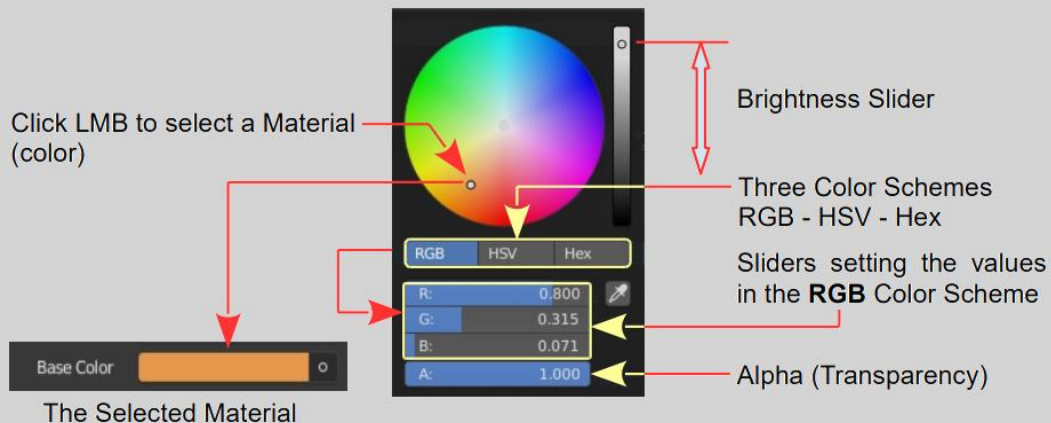 Click LMB to select a Material
(color)
Brightness Slider
Three Color Schemes
RGB - HSV - Hex
RGB HSV Hex
Sliders setting the values
in the RGB Color Scheme
R: 0.800
G: 0.315
B: 0.071
A: 1.000
Alpha (Transparency)
Base Color
The Selected Material